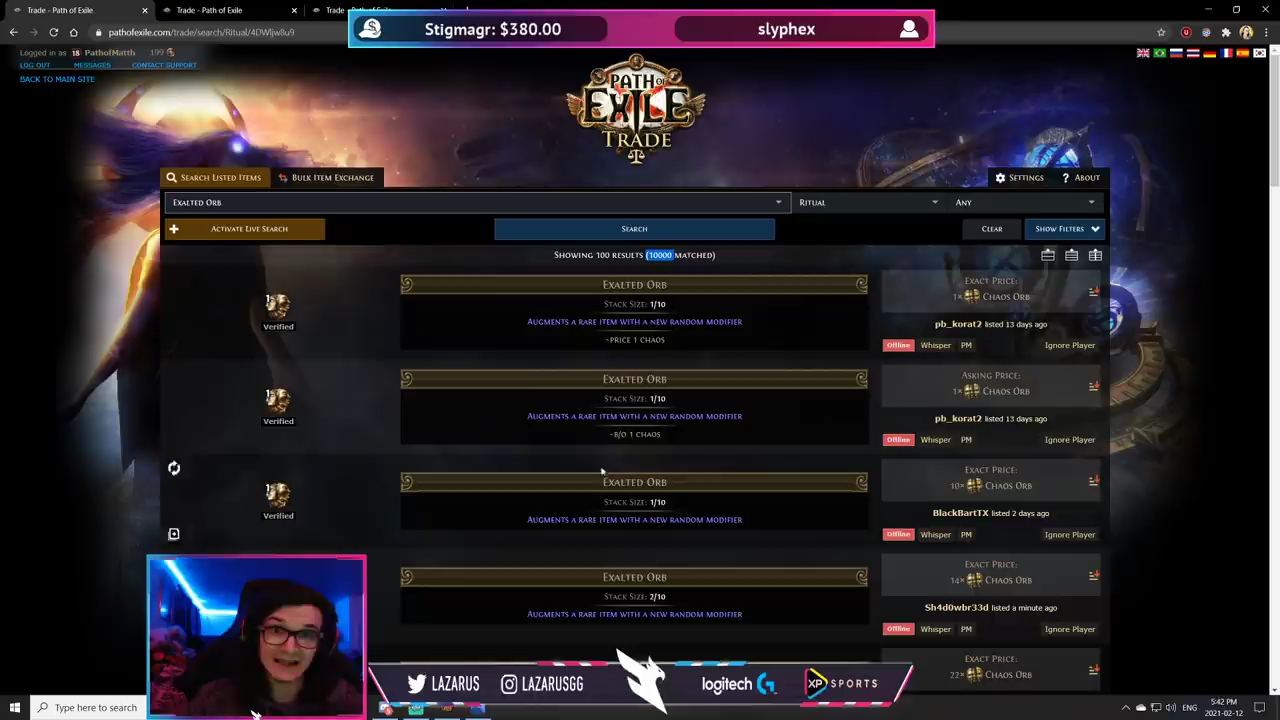 Trade - Path of Exile
Trade - Path of Exile
Trade - Path of Exile
pathofexile.com/trade/search/Ritual/4DWljw8u9
Stigmagr: $380.00
slyphex
Logged in as 18 PathofMatth 199
LOG OUT MESSAGES CONTACT SUPPORT
BACK TO MAIN SITE
PATH OF
EXILE
TRADE
Search Listed Items
Bulk Item Exchange
Settings
? About
Exalted Orb
Ritual
Any
Activate Live Search
Search
Clear
Show Filters
Showing 100 results (10000 matched)
Exalted Orb
Stack Size: 1/10
Augments a rare item with a new random modifier
~price 1 chaos
Verified
Exact Price:
1× Chaos Orb
pb_korat2 listed 13 days ago
Offline Whisper PM Ignore Player
Exalted Orb
Stack Size: 1/10
Augments a rare item with a new random modifier
~b/o 1 chaos
Verified
Asking Price:
1× Chaos Orb
pb_korat2 listed 13 days ago
Offline Whisper PM Ignore Player
Exalted Orb
Stack Size: 1/10
Augments a rare item with a new random modifier
Verified
Exact Price:
10× Chaos Orb
BlackBartTX listed 2 days ago
Offline Whisper PM Ignore Player
Exalted Orb
Stack Size: 2/10
Augments a rare item with a new random modifier
Exact Price:
14× Chaos Orb
Sh4d0wbr33d listed a minute ago
Offline Whisper PM Ignore Player
Exact Price:
22× Chaos Orb
LAZARUS
LAZARUSGG
logitech G
XP SPORTS
Type here to search
ENG
5:42 PM
2021-02-12